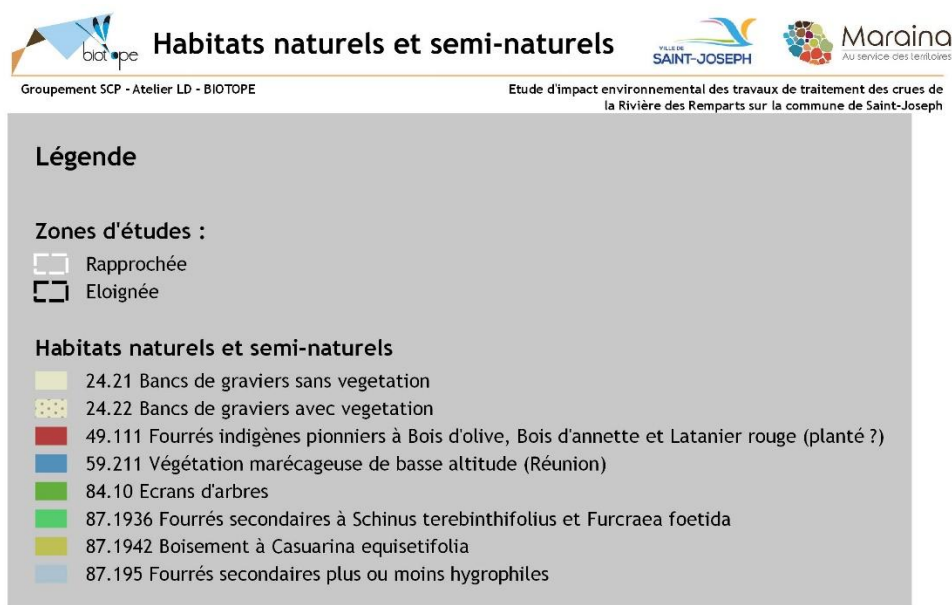 biotope
Habitats naturels et semi-naturels
VILLE DE
SAINT-JOSEPH
Maraina
Au service des territoires
Groupement SCP - Atelier LD - BIOTOPE
Etude d'impact environnemental des travaux de traitement des crues de
la Rivière des Remparts sur la commune de Saint-Joseph
Légende
Zones d'études :
Rapprochée
Eloignée
Habitats naturels et semi-naturels
24.21 Bancs de graviers sans vegetation
24.22 Bancs de graviers avec vegetation
49.111 Fourrés indigènes pionniers à Bois d'olive, Bois d'annette et Latanier rouge (planté ?)
59.211 Végétation marécageuse de basse altitude (Réunion)
84.10 Ecrans d'arbres
87.1936 Fourrés secondaires à Schinus terebinthifolius et Furcraea foetida
87.1942 Boisement à Casuarina equisetifolia
87.195 Fourrés secondaires plus ou moins hygrophiles